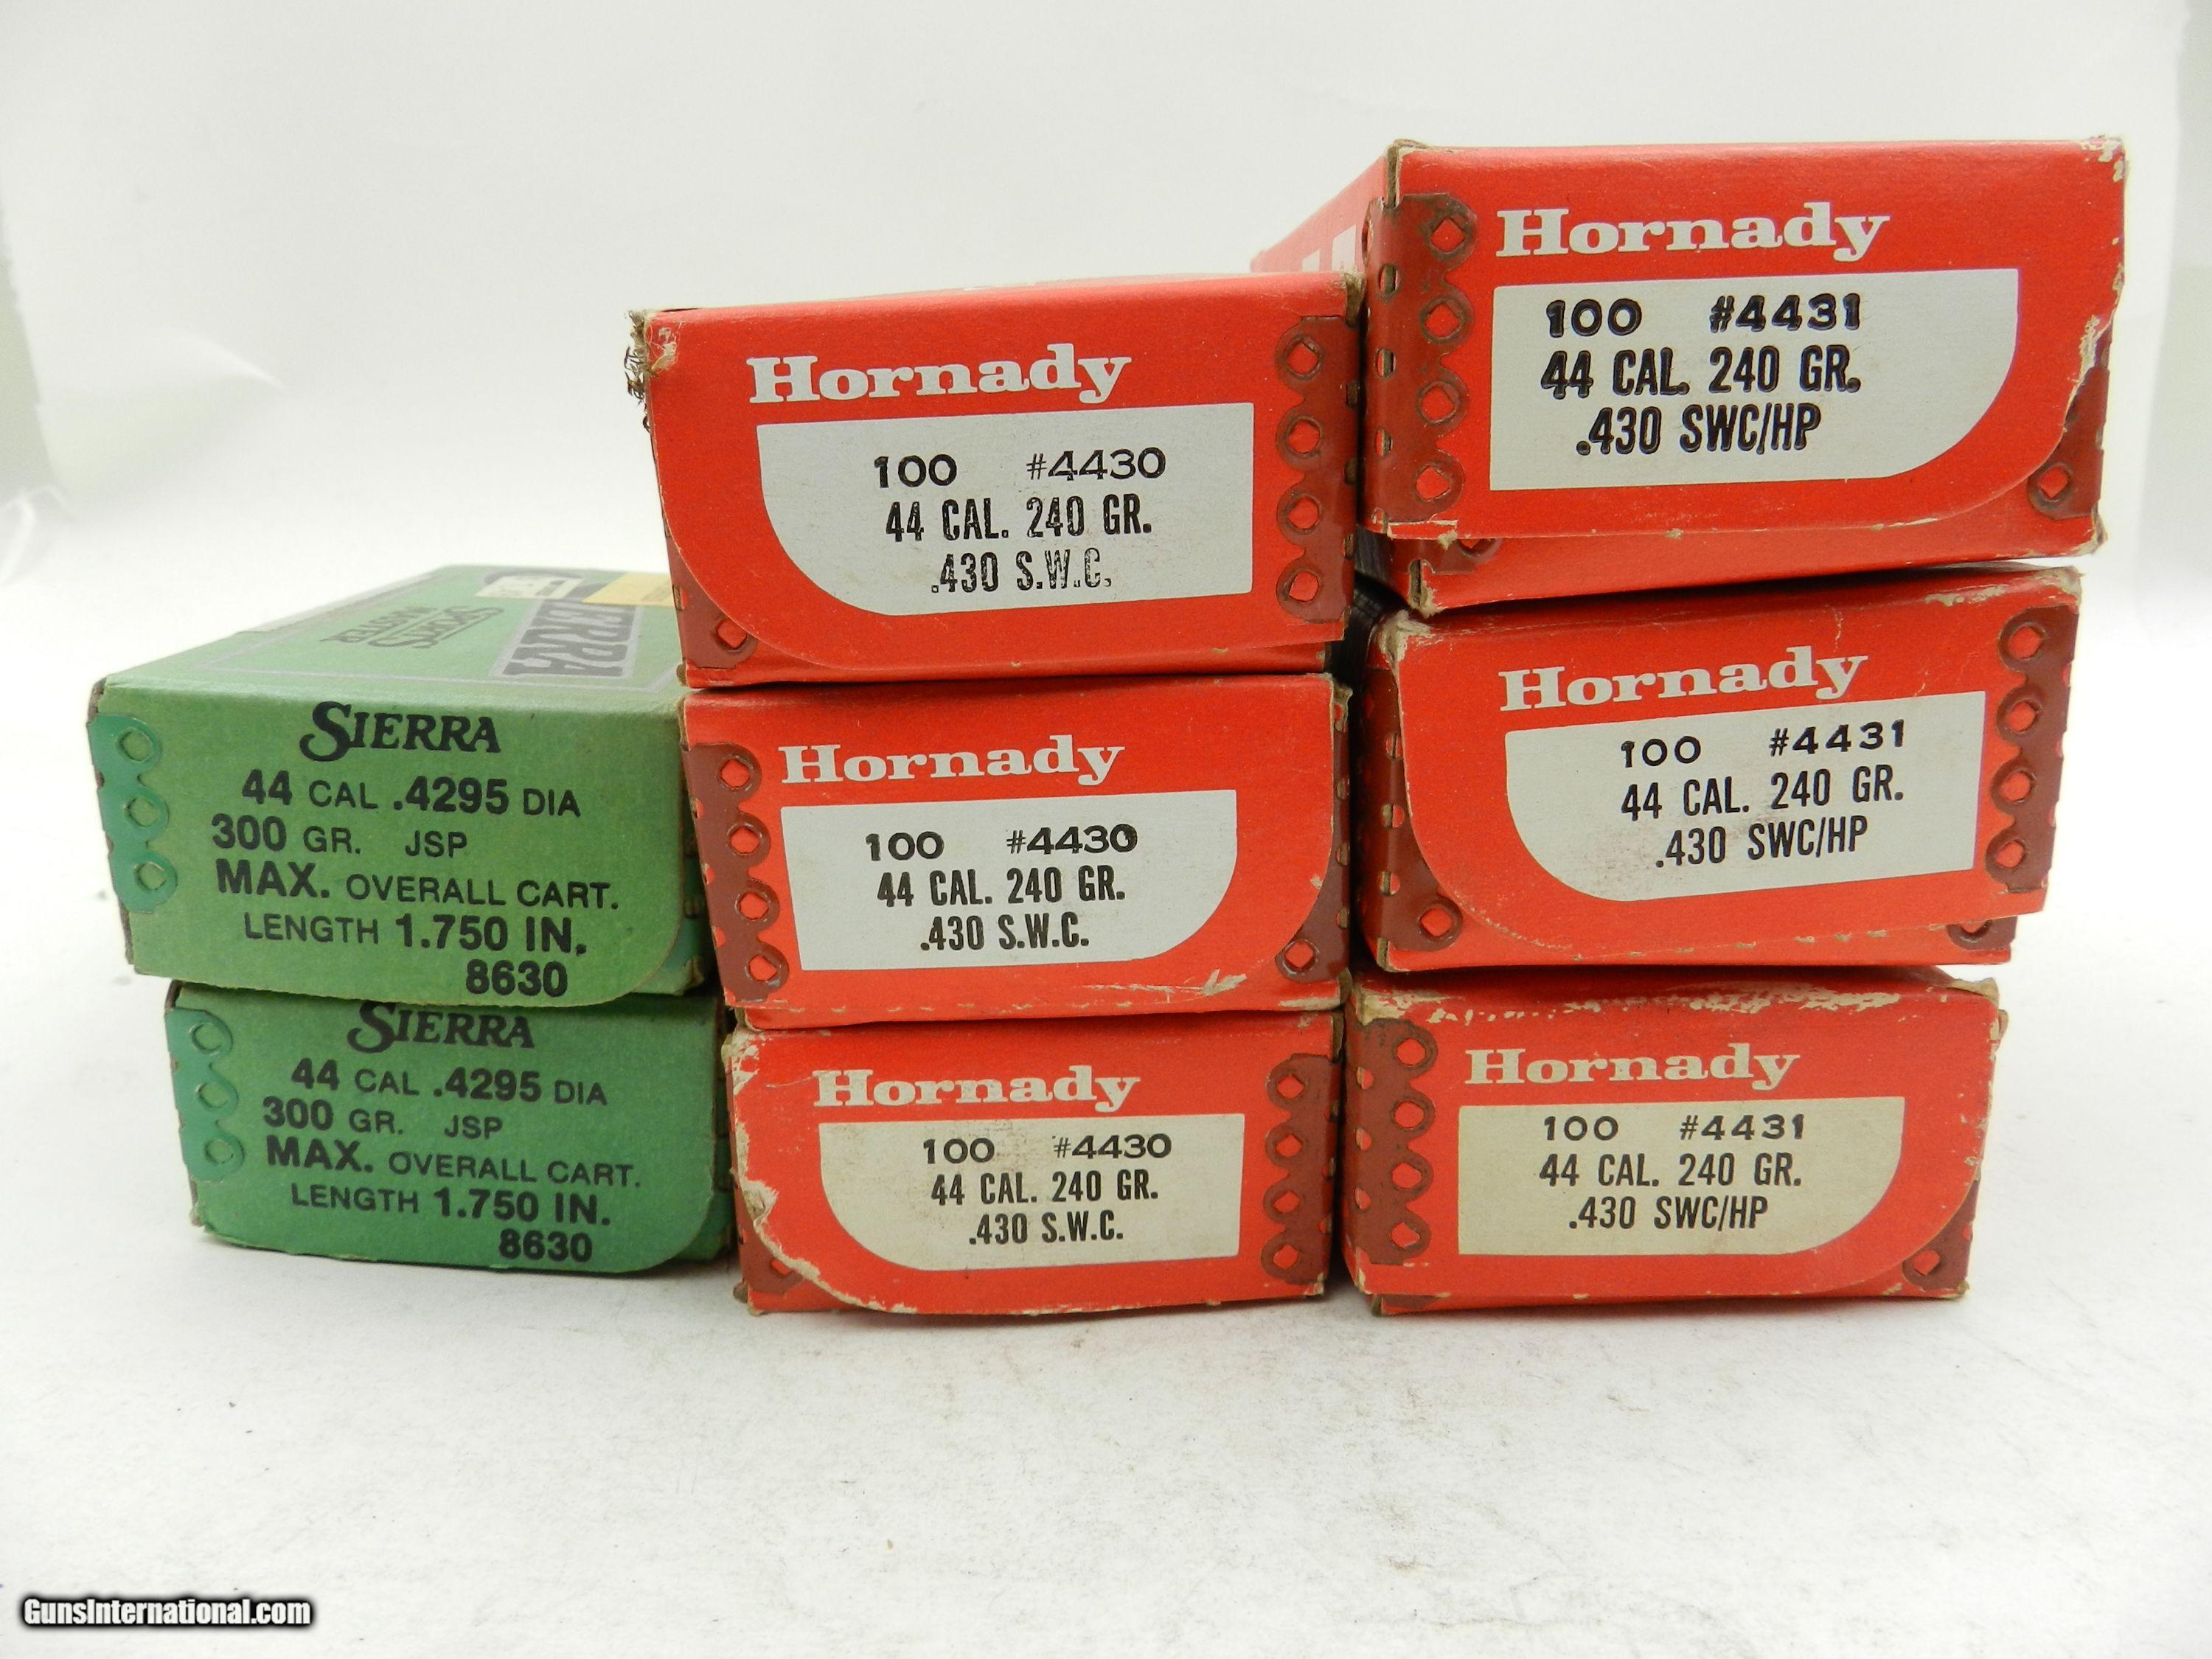 SIERRA
SPORTS
MASTER
SIERRA
44 CAL .4295 DIA
300 GR. JSP
MAX. OVERALL CART.
LENGTH 1.750 IN.
8630
SIERRA
44 CAL .4295 DIA
300 GR. JSP
MAX. OVERALL CART.
LENGTH 1.750 IN.
8630
Hornady
100 #4430
44 CAL. 240 GR.
.430 S.W.C.
Hornady
100 #4430
44 CAL. 240 GR.
.430 S.W.C.
Hornady
100 #4430
44 CAL. 240 GR.
.430 S.W.C.
Hornady
100 #4431
44 CAL. 240 GR.
.430 SWC/HP
Hornady
100 #4431
44 CAL. 240 GR.
.430 SWC/HP
Hornady
100 #4431
44 CAL. 240 GR.
.430 SWC/HP
GunsInternational.com